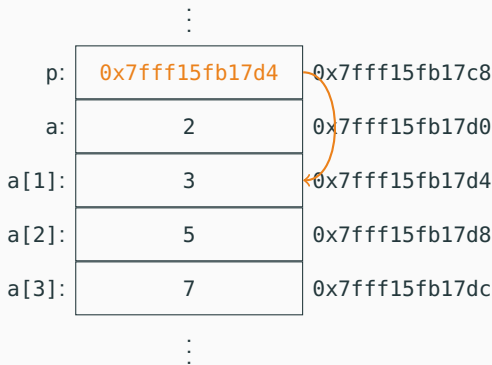 ⋮
p: 0x7fff15fb17d4 0x7fff15fb17c8
a: 2 0x7fff15fb17d0
a[1]: 3 0x7fff15fb17d4
a[2]: 5 0x7fff15fb17d8
a[3]: 7 0x7fff15fb17dc
⋮